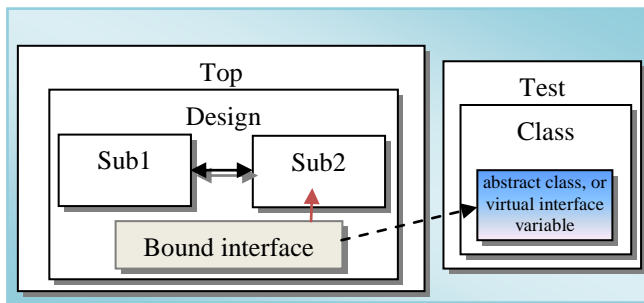 Top
Design
Sub1
Sub2
Bound interface
Test
Class
abstract class, or
virtual interface
variable